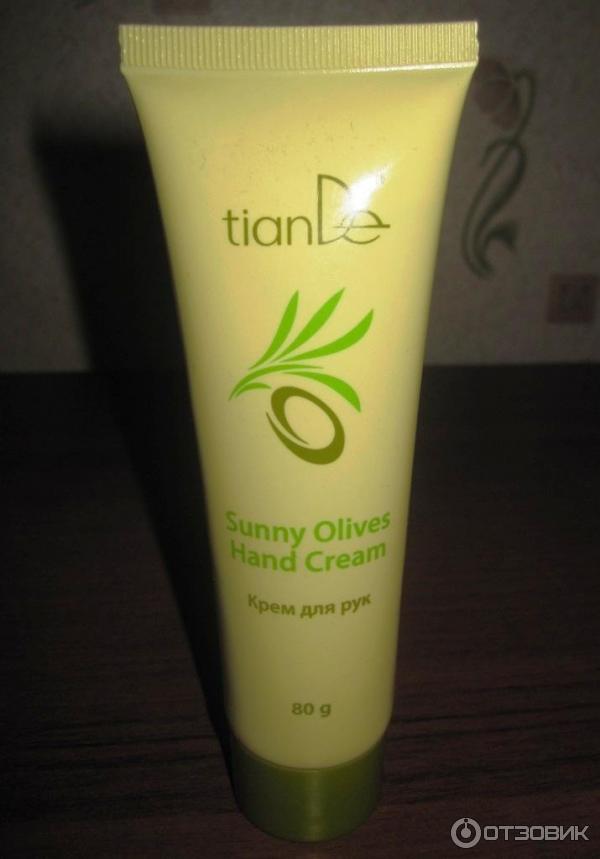 tianDe
Sunny Olives
Hand Cream
Крем для рук
80 g
ОТЗОВИК